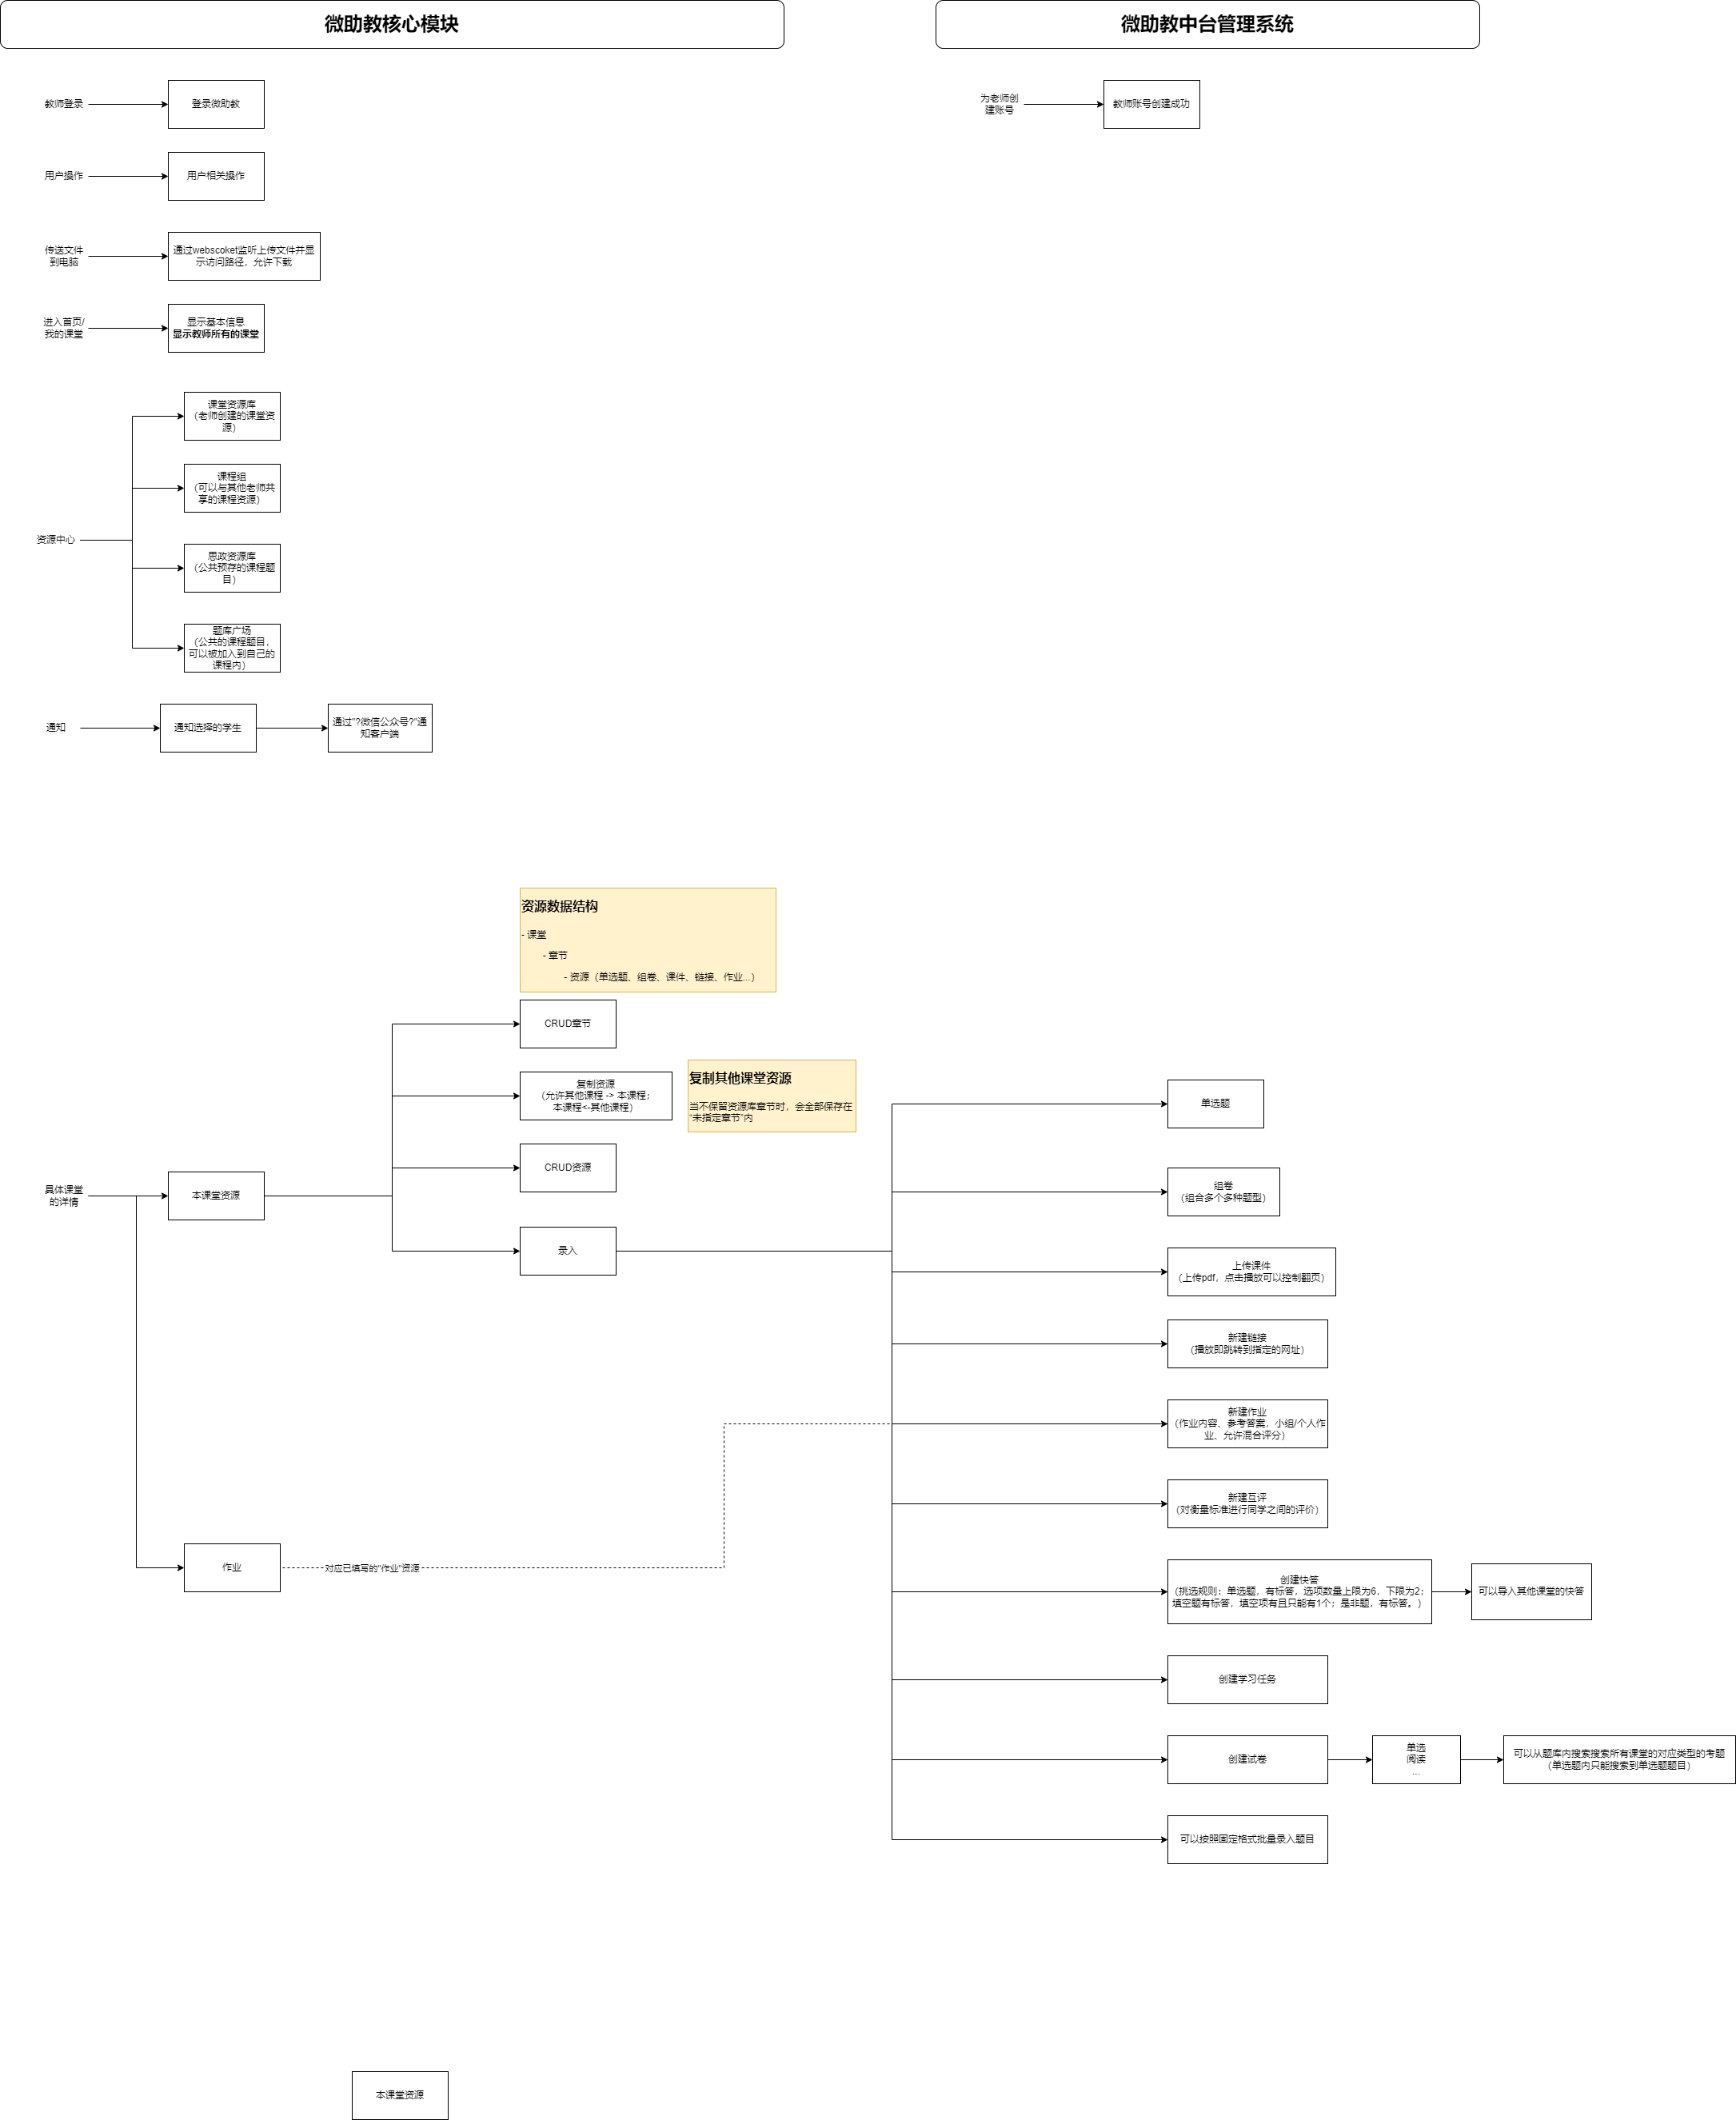 微助教核心模块
微助教中台管理系统
教师登录
登录微助教
为老师创
建账号
教师账号创建成功
用户操作
用户相关操作
传送文件
到电脑
通过webscoket监听上传文件并显
示访问路径，允许下载
进入首页/
我的课堂
显示基本信息
显示教师所有的课堂
资源中心
课堂资源库
（老师创建的课堂资
源）
课程组
（可以与其他老师共
享的课程资源）
思政资源库
（公共预存的课程题
目）
题库广场
（公共的课程题目，
可以被加入到自己的
课程内）
通知
通知选择的学生
通过"?微信公众号?"通
知客户端
资源数据结构
- 课堂
- 章节
- 资源（单选题、组卷、课件、链接、作业...）
CRUD章节
复制资源
（允许其他课程 -> 本课程；
本课程<-其他课程）
复制其他课堂资源
当不保留资源库章节时，会全部保存在
"未指定章节"内
CRUD资源
具体课堂
的详情
本课堂资源
录入
单选题
组卷
（组合多个多种题型）
上传课件
（上传pdf，点击播放可以控制翻页）
新建链接
（播放即跳转到指定的网址）
新建作业
（作业内容、参考答案，小组/个人作
业、允许混合评分）
新建互评
（对衡量标准进行同学之间的评价）
作业
对应已填写的"作业"资源
创建快答
（挑选规则：单选题，有标答，选项数量上限为6，下限为2；
填空题有标答，填空项有且只能有1个；是非题，有标答。）
可以导入其他课堂的快答
创建学习任务
创建试卷
单选
阅读
...
可以从题库内搜索搜索所有课堂的对应类型的考题
（单选题内只能搜索到单选题题目）
可以按照固定格式批量录入题目
本课堂资源